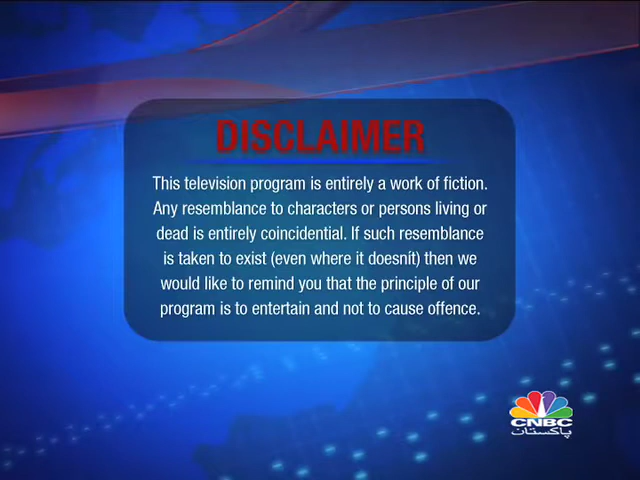 DISCLAIMER
This television program is entirely a work of fiction.
Any resemblance to characters or persons living or
dead is entirely coincidential. If such resemblance
is taken to exist (even where it doesnít) then we
would like to remind you that the principle of our
program is to entertain and not to cause offence.
CNBC
پاکستان